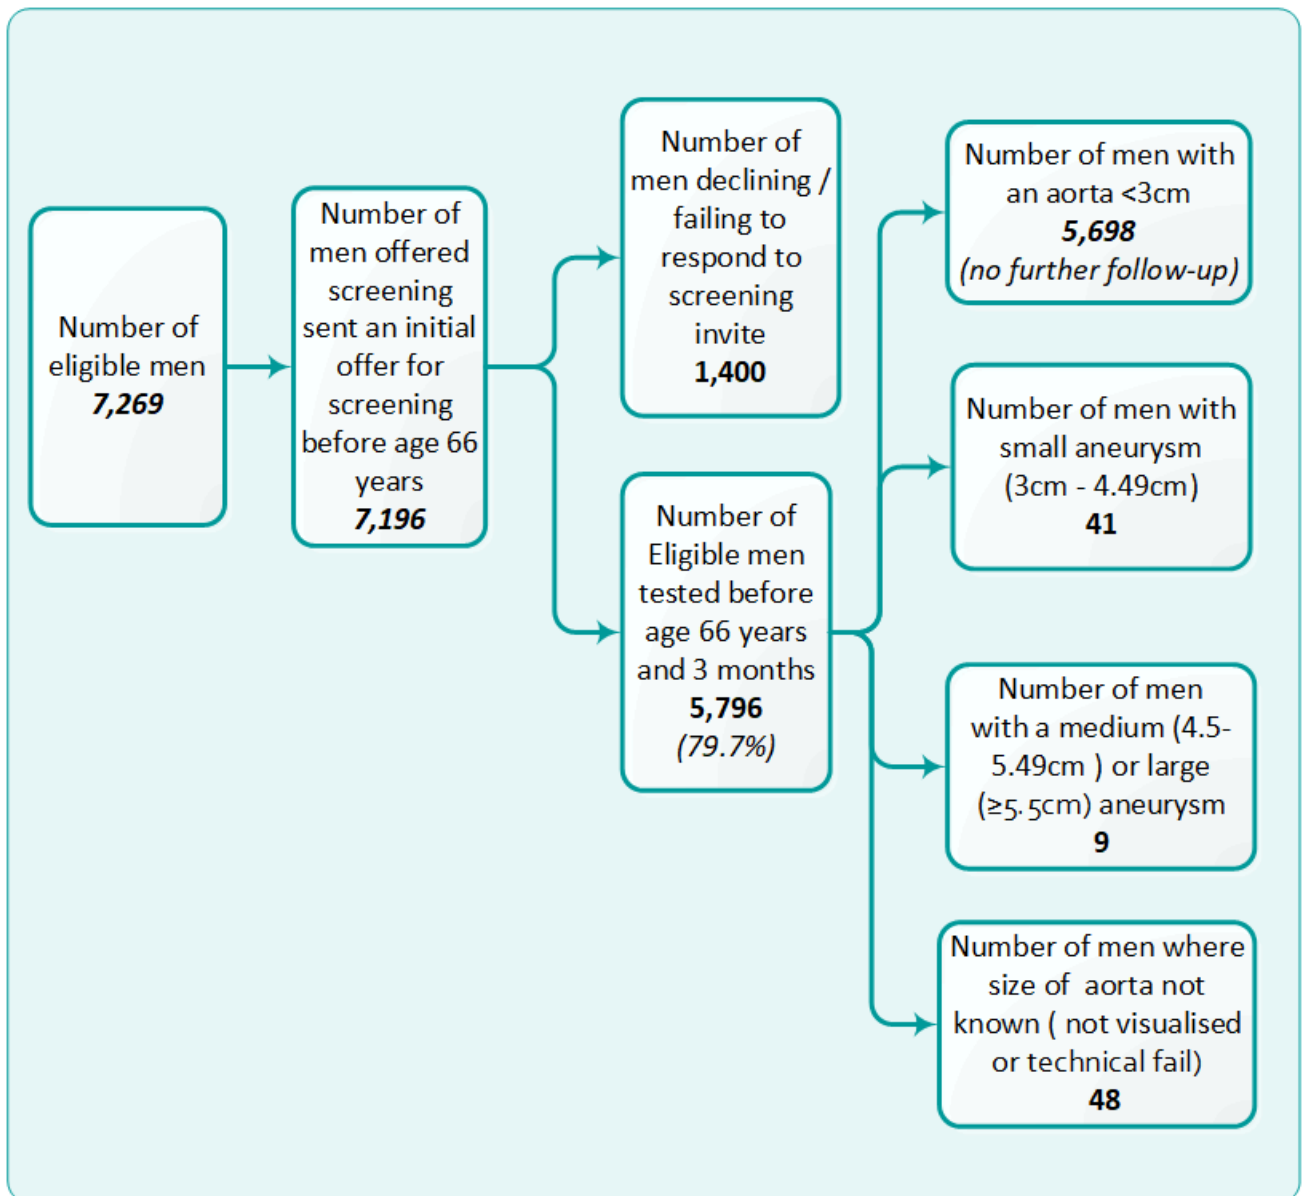 Number of
eligible men
7,269
Number of
men offered
screening
sent an initial
offer for
screening
before age 66
years
7,196
Number of
men declining /
failing to
respond to
screening
invite
1,400
Number of
Eligible men
tested before
age 66 years
and 3 months
5,796
(79.7%)
Number of men with
an aorta <3cm
5,698
(no further follow-up)
Number of men with
small aneurysm
(3cm - 4.49cm)
41
Number of men
with a medium (4.5-
5.49cm ) or large
(≥5.5cm) aneurysm
9
Number of men where
size of  aorta not
known ( not visualised
or technical fail)
48